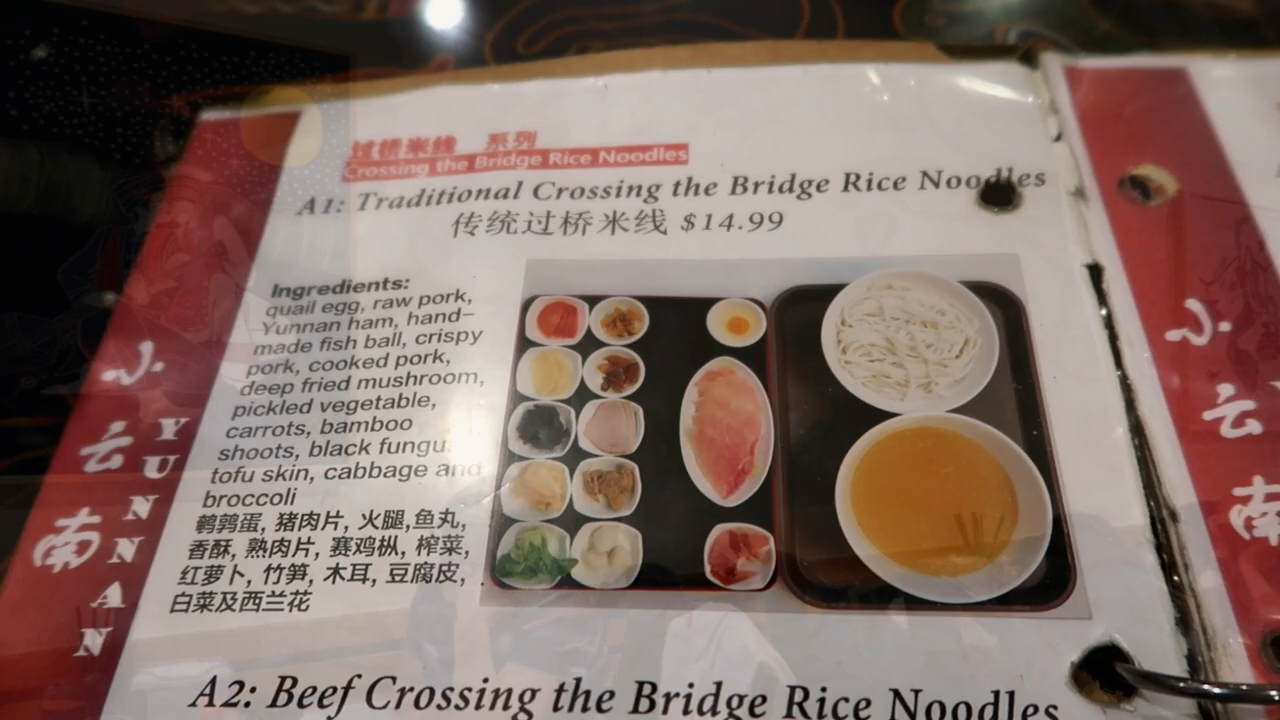 过桥米线 系列
Crossing the Bridge Rice Noodles
A1: Traditional Crossing the Bridge Rice Noodles
传统过桥米线 $14.99
Ingredients:
quail egg, raw pork,
Yunnan ham, hand-
made fish ball, crispy
pork, cooked pork,
deep fried mushroom,
pickled vegetable,
carrots, bamboo
shoots, black fungu
tofu skin, cabbage and
broccoli
鹌鹑蛋, 猪肉片, 火腿,鱼丸,
香酥, 熟肉片, 赛鸡枞, 榨菜,
红萝卜, 竹笋, 木耳, 豆腐皮,
白菜及西兰花
A2: Beef Crossing the Bridge Rice Noodles
小云南
YUNNAN
小云南